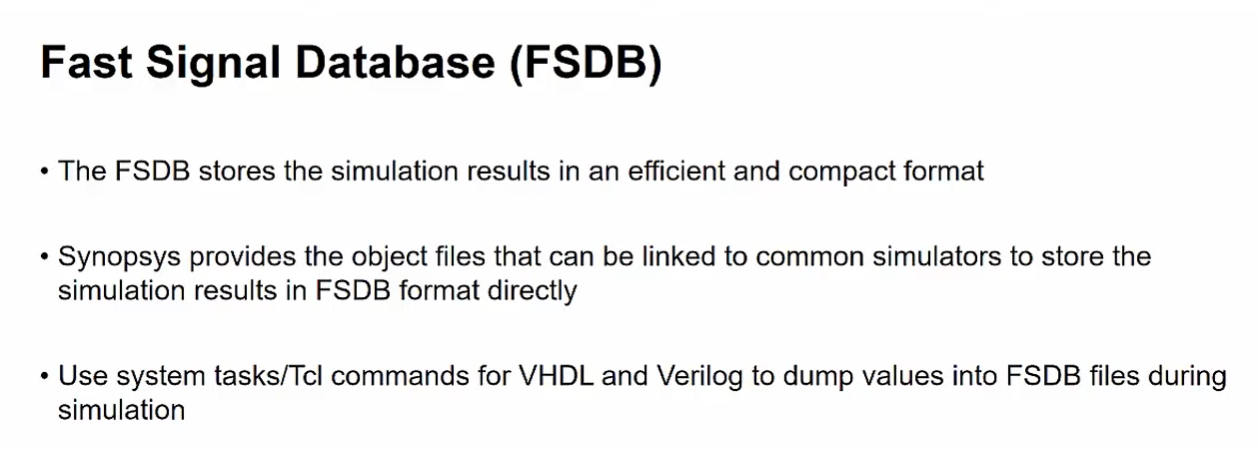 Fast Signal Database (FSDB)
• The FSDB stores the simulation results in an efficient and compact format
• Synopsys provides the object files that can be linked to common simulators to store the
simulation results in FSDB format directly
• Use system tasks/Tcl commands for VHDL and Verilog to dump values into FSDB files during
simulation